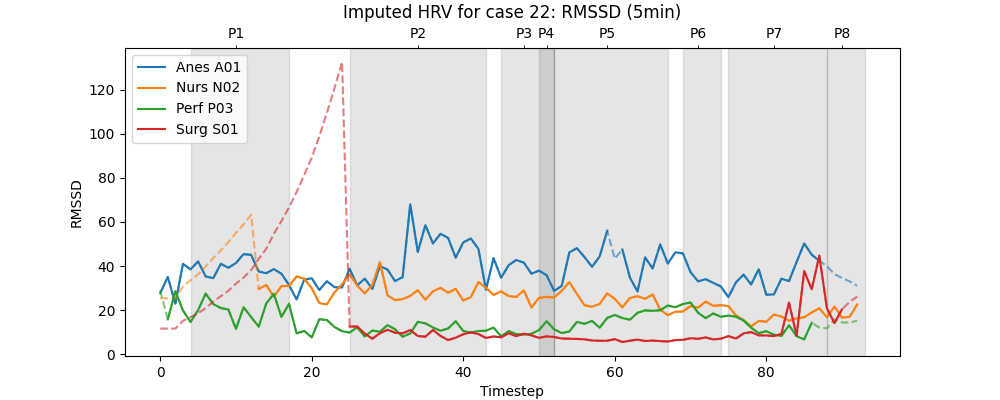 Imputed HRV for case 22: RMSSD (5min)
P1 P2 P3 P4 P5 P6 P7 P8
Anes A01
Nurs N02
Perf P03
Surg S01
RMSSD
120
100
80
60
40
20
0
0 20 40 60 80
Timestep